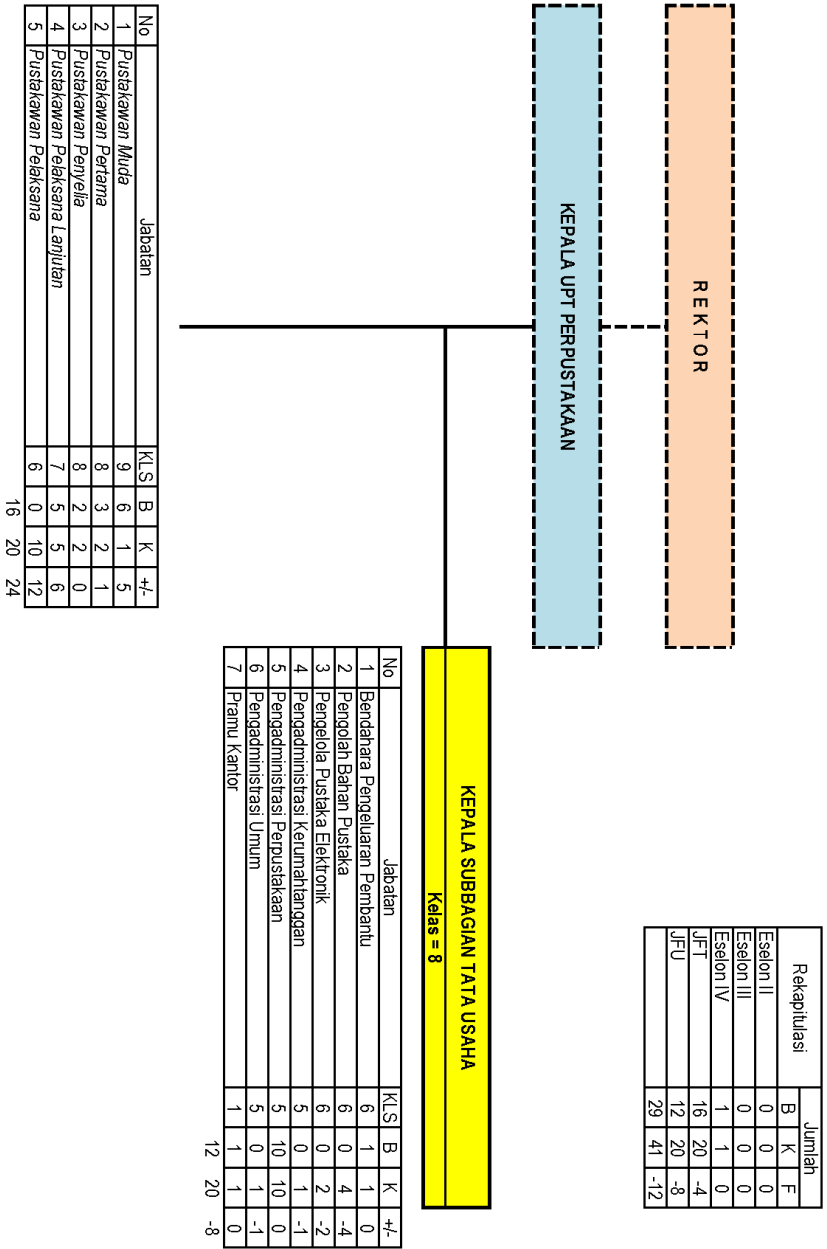 REKTOR
KEPALA UPT PERPUSTAKAAN
Rekapitulasi Jumlah
B K F
Eselon II 0 0 0
Eselon III 0 0 0
Eselon IV 1 1 0
JFT 16 20 -4
JFU 12 20 -8
29 41 -12
KEPALA SUBBAGIAN TATA USAHA
Kelas = 8
No Jabatan KLS B K +/-
1 Bendahara Pengeluaran Pembantu 6 1 1 0
2 Pengolah Bahan Pustaka 6 0 4 -4
3 Pengelola Pustaka Elektronik 6 0 2 -2
4 Pengadministrasi Kerumahtanggan 5 0 1 -1
5 Pengadministrasi Perpustakaan 5 10 10 0
6 Pengadministrasi Umum 5 0 1 -1
7 Pramu Kantor 1 1 1 0
12 20 -8
No Jabatan KLS B K +/-
1 Pustakawan Muda 9 6 1 5
2 Pustakawan Pertama 8 3 2 1
3 Pustakawan Penyelia 8 2 2 0
4 Pustakawan Pelaksana Lanjutan 7 5 5 6
5 Pustakawan Pelaksana 6 0 10 12
16 20 24